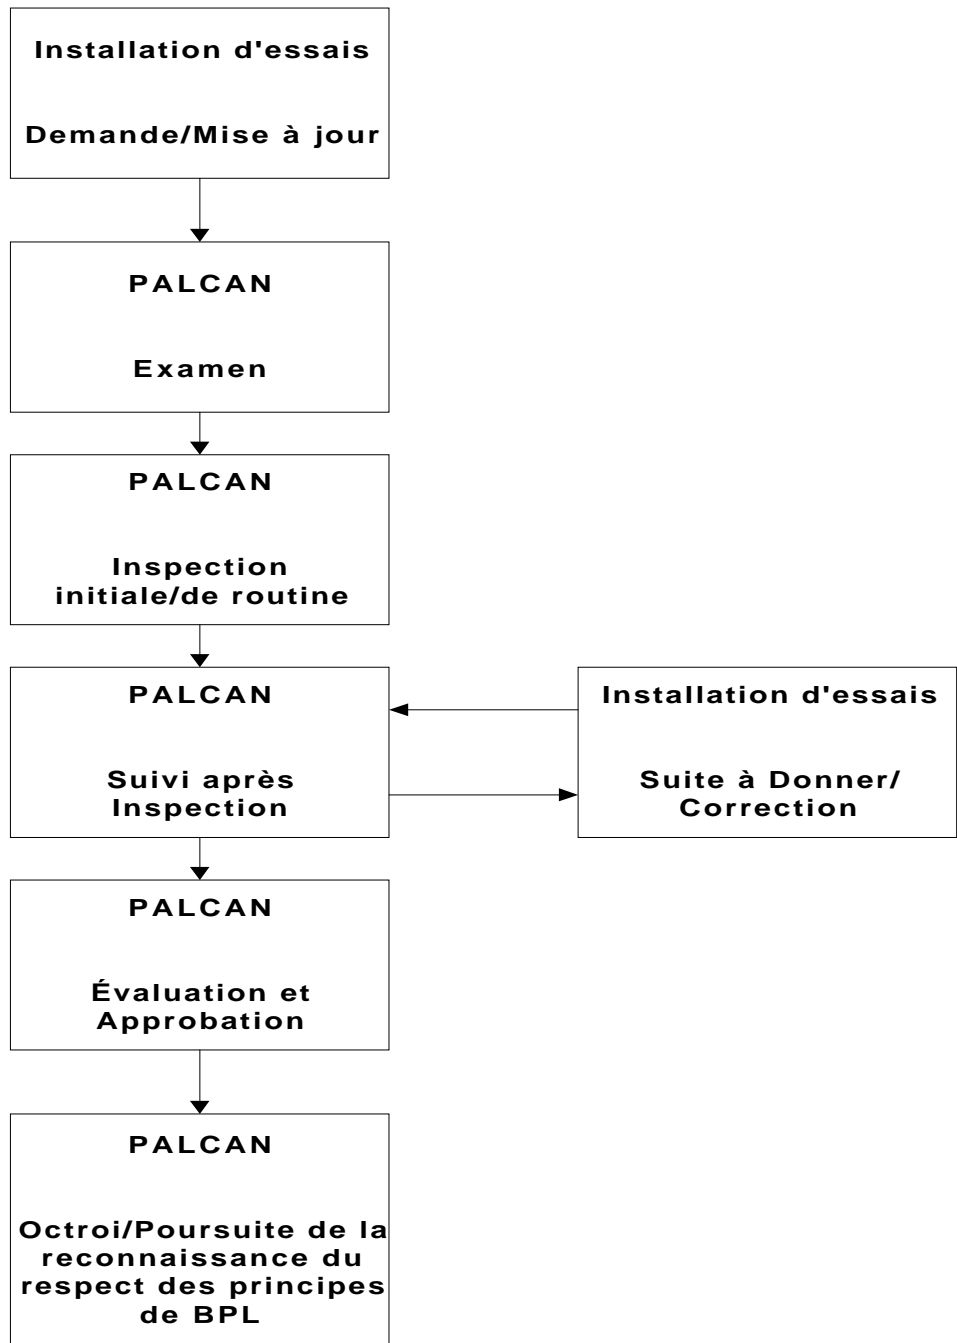 Installation d'essais
Demande/Mise à jour
PALCAN
Examen
PALCAN
Inspection
initiale/de routine
PALCAN
Suivi après
Inspection
Installation d'essais
Suite à Donner/
Correction
PALCAN
Évaluation et
Approbation
PALCAN
Octroi/Poursuite de la
reconnaissance du
respect des principes
de BPL